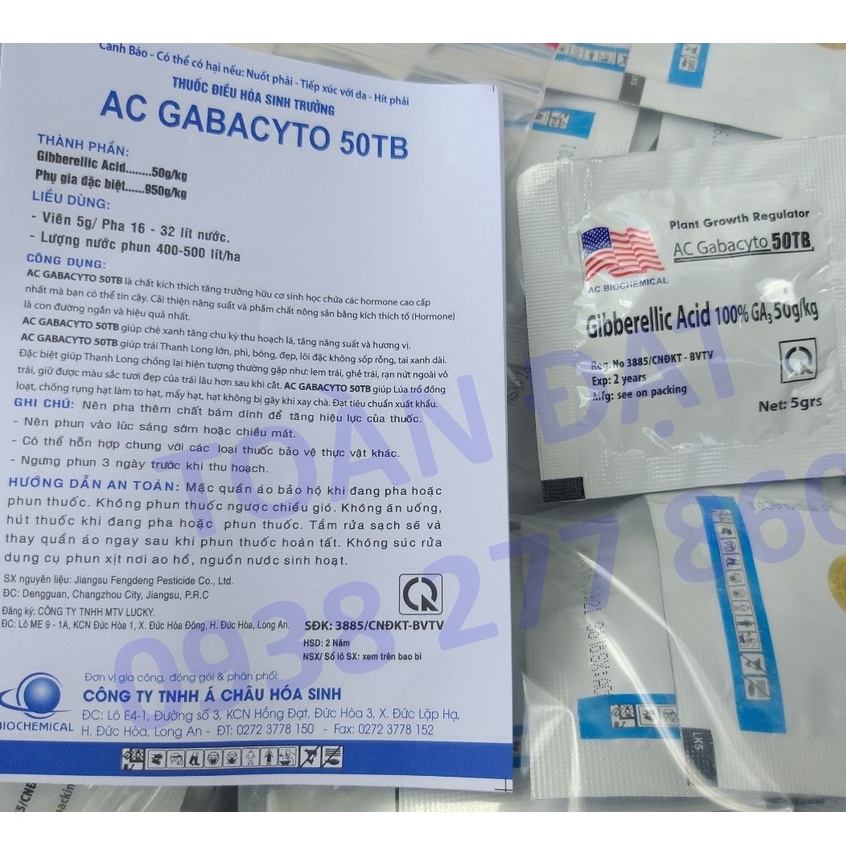 Cảnh Báo - Có thể có hại nếu: Nuốt phải - Tiếp xúc với da - Hít phải
THUỐC ĐIỀU HÒA SINH TRƯỞNG
AC GABACYTO 50TB
THÀNH PHẦN:
Gibberellic Acid........50g/kg
Phụ gia đặc biệt......950g/kg
LIỀU DÙNG:
- Viên 5g/ Pha 16 - 32 lít nước.
- Lượng nước phun 400-500 lít/ha
CÔNG DỤNG:
AC GABACYTO 50TB là chất kích thích tăng trưởng hữu cơ sinh học chứa các hormone cao cấp
nhất mà bạn có thể tin cậy. Cải thiện năng suất và phẩm chất nông sản bằng kích thích tố (Hormone)
là con đường ngắn và hiệu quả nhất.
AC GABACYTO 50TB giúp chè xanh tăng chu kỳ thu hoạch lá, tăng năng suất và hương vị.
AC GABACYTO 50TB giúp trái Thanh Long lớn, phì, bóng, đẹp, lõi đặc không sốp rỗng, tai xanh dài.
Đặc biệt giúp Thanh Long chống lại hiện tượng thường gặp như: lem trái, ghẻ trái, rạn nứt ngoài vỏ
trái, giữ được màu sắc tươi đẹp của trái lâu hơn sau khi cắt. AC GABACYTO 50TB giúp Lúa trổ đồng
loạt, chống rụng hạt làm to hạt, mẩy hạt, hạt không bị gãy khi xay chà. Đạt tiêu chuẩn xuất khẩu.
GHI CHÚ: Nên pha thêm chất bám dính để tăng hiệu lực của thuốc.
- Nên phun vào lúc sáng sớm hoặc chiều mát.
- Có thể hỗn hợp chung với các loại thuốc bảo vệ thực vật khác.
- Ngưng phun 3 ngày trước khi thu hoạch.
HƯỚNG DẪN AN TOÀN: Mặc quần áo bảo hộ khi đang pha hoặc
phun thuốc. Không phun thuốc ngược chiều gió. Không ăn uống,
hút thuốc khi đang pha hoặc phun thuốc. Tắm rửa sạch sẽ và
thay quần áo ngay sau khi phun thuốc hoàn tất. Không súc rửa
dụng cụ phun xịt nơi ao hồ, nguồn nước sinh hoạt.
SX nguyên liệu: Jiangsu Fengdeng Pesticide Co., Ltd.
ĐC: Dengguan, Changzhou City, Jiangsu, P.R.C
Đăng ký: CÔNG TY TNHH MTV LUCKY.
ĐC: Lô ME 9 - 1A, KCN Đức Hòa 1, X. Đức Hòa Đông, H. Đức Hòa, Long An.
SĐK: 3885/CNĐKT-BVTV
HSD: 2 Năm
NSX/ Số lô SX: xem trên bao bì
Đơn vị gia công, đóng gói & phân phối:
CÔNG TY TNHH Á CHÂU HÓA SINH
BIOCHEMICAL
ĐC: Lô E4-1, Đường số 3, KCN Hồng Đạt, Đức Hòa 3, X. Đức Lập Hạ,
H. Đức Hòa, Long An - ĐT: 0272 3778 150 - Fax: 0272 3778 152
Plant Growth Regulator
AC Gabacyto 50TB
AC BIOCHEMICAL
Gibberellic Acid 100% GA₃ 50g/kg
Reg. No 3885/CNĐKT - BVTV
Exp: 2 years
Mfg: see on packing
Net: 5grs
TOÀN ĐẠI
0938 277 860